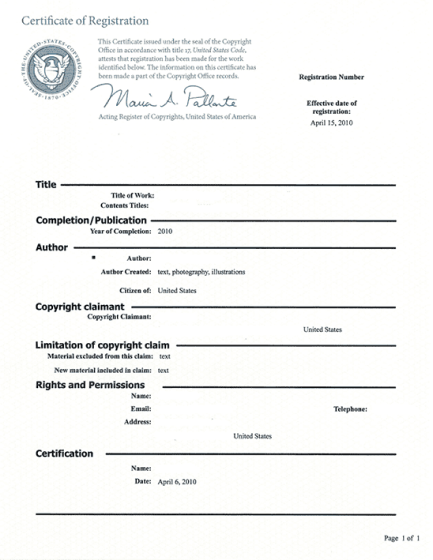 Certificate of Registration
This Certificate issued under the seal of the Copyright
Office in accordance with title 17, United States Code,
attests that registration has been made for the work
identified below. The information on this certificate has
been made a part of the Copyright Office records.
Maria A. Pallante
Acting Register of Copyrights, United States of America
THE UNITED STATES COPYRIGHT OFFICE
SEAL OF
1870
Registration Number
Effective date of
registration:
April 15, 2010
Title
Title of Work:
Contents Titles:
Completion/Publication
Year of Completion: 2010
Author
* Author:
Author Created: text, photography, illustrations
Citizen of: United States
Copyright claimant
Copyright Claimant:
United States
Limitation of copyright claim
Material excluded from this claim: text
New material included in claim: text
Rights and Permissions
Name:
Email: Telephone:
Address:
United States
Certification
Name:
Date: April 6, 2010
Page 1 of 1